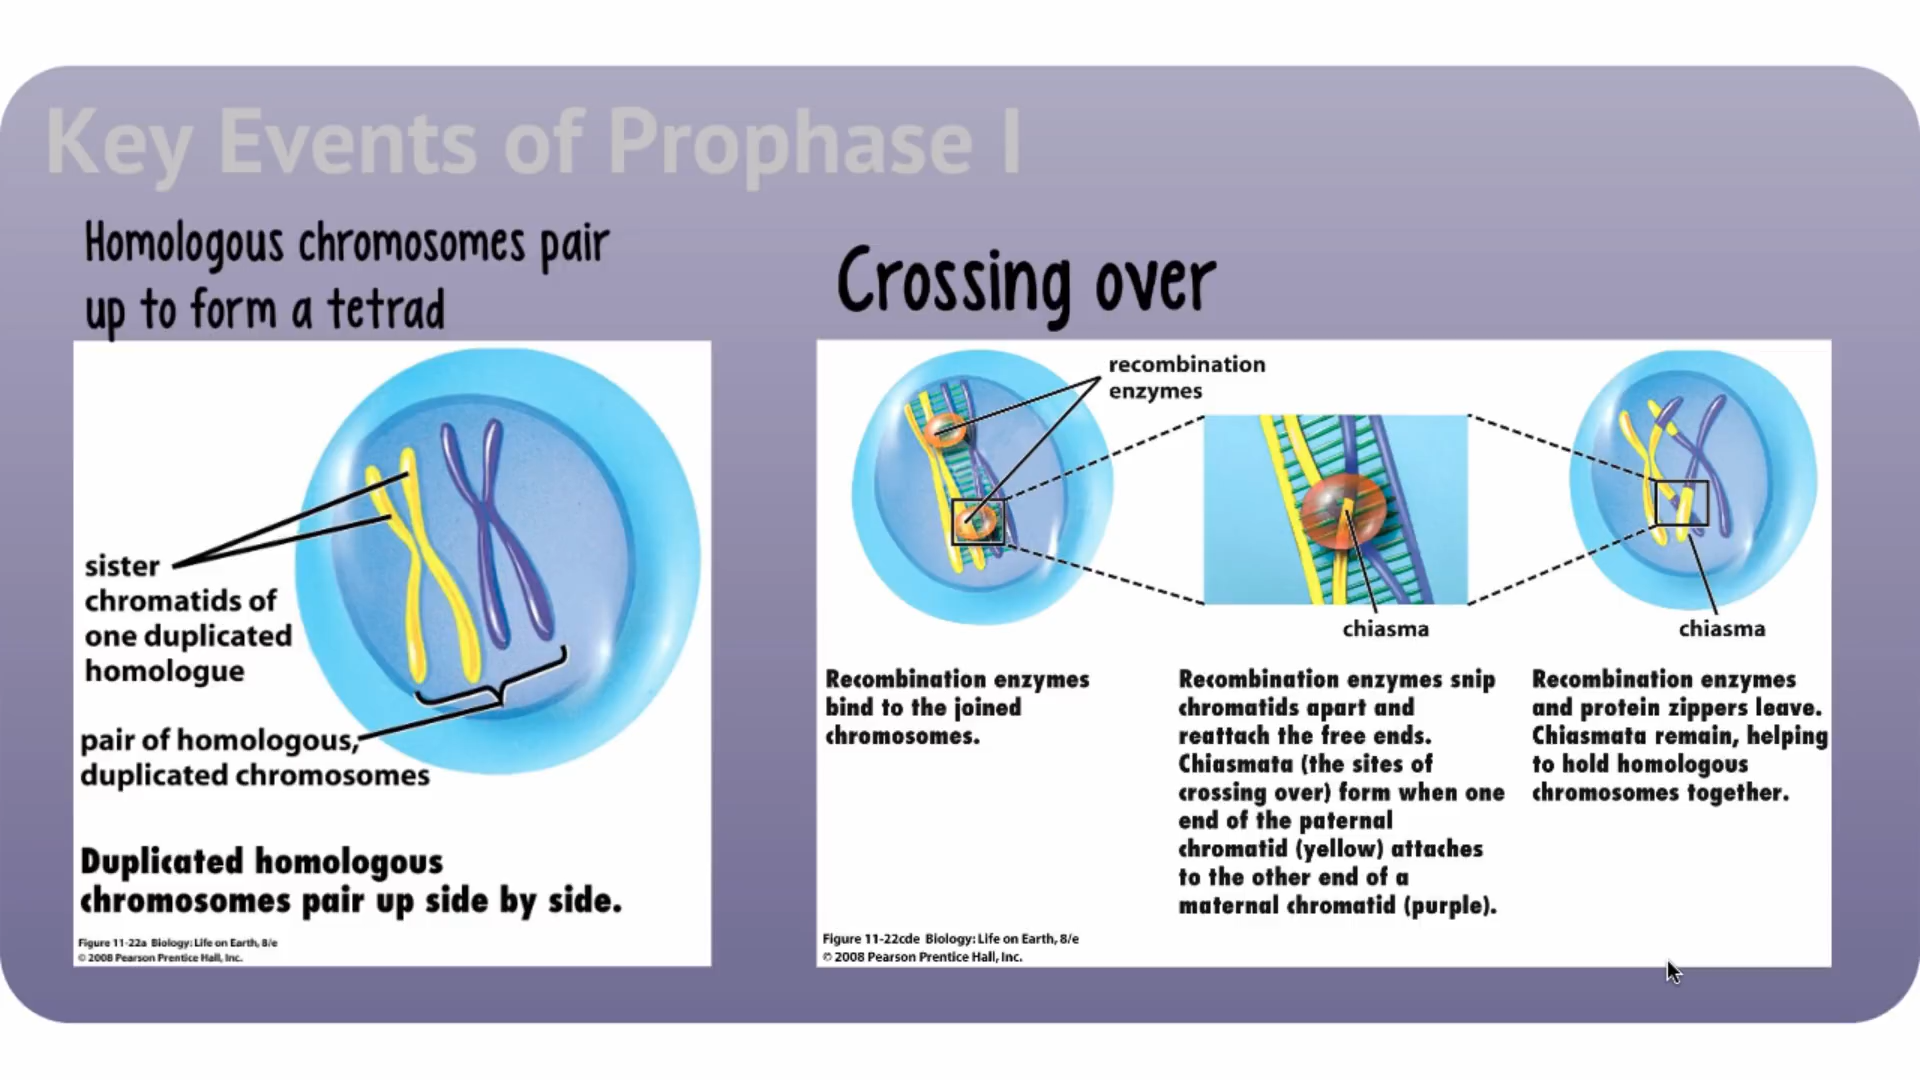 Key Events of Prophase I
Homologous chromosomes pair
up to form a tetrad
sister
chromatids of
one duplicated
homologue
pair of homologous,
duplicated chromosomes
Duplicated homologous
chromosomes pair up side by side.
Figure 11-22a Biology: Life on Earth, 8/e
© 2008 Pearson Prentice Hall, Inc.
Crossing over
recombination
enzymes
chiasma
chiasma
Recombination enzymes
bind to the joined
chromosomes.
Recombination enzymes snip
chromatids apart and
reattach the free ends.
Chiasmata (the sites of
crossing over) form when one
end of the paternal
chromatid (yellow) attaches
to the other end of a
maternal chromatid (purple).
Recombination enzymes
and protein zippers leave.
Chiasmata remain, helping
to hold homologous
chromosomes together.
Figure 11-22cde Biology: Life on Earth, 8/e
© 2008 Pearson Prentice Hall, Inc.